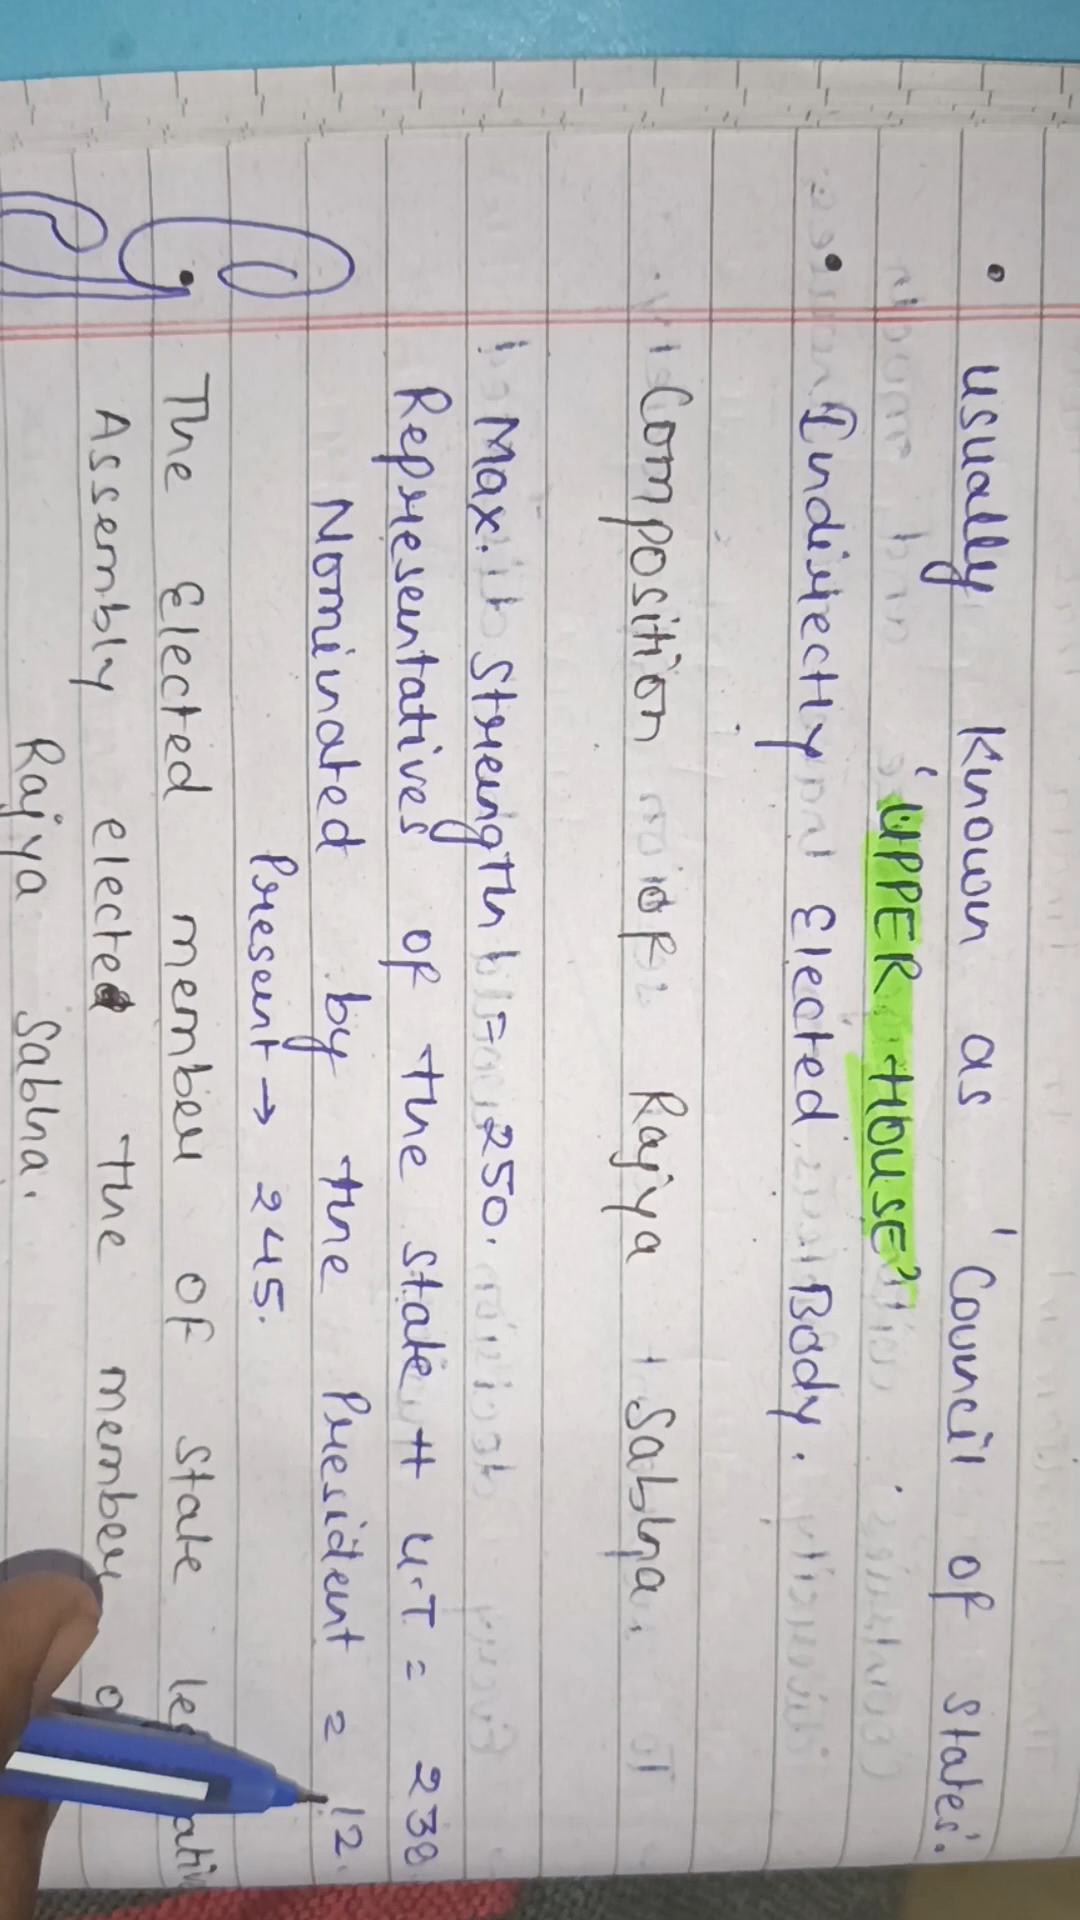 • usually Known as 'Council of States'.
'UPPER HOUSE'
• Indirectly Elected Body.
Composition of Rajya Sabha.
Max. Strength = 250.
Representatives of the state + U.T = 238
Nominated by the President = 12.
Present → 245.
• The Elected member of state
Assembly elected the member
Rajya Sabha.